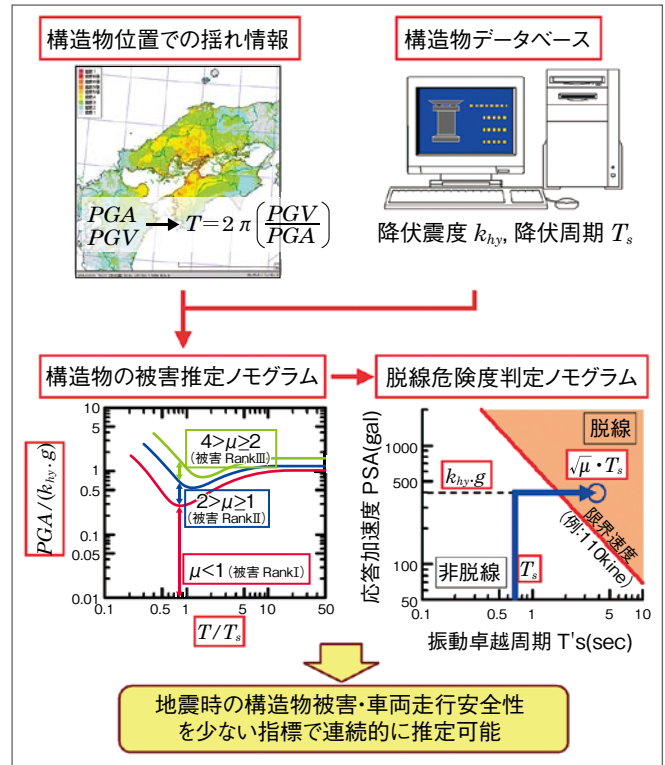 構造物位置での揺れ情報
構造物データベース
PGA
PGV
T=2π(PGV/PGA)
降伏震度 k_hy, 降伏周期 T_s
構造物の被害推定ノモグラム
脱線危険度判定ノモグラム
PGA/(k_hy·g)
10
5
1
0.5
0.1
0.05
0.01
4>μ≥2
(被害 RankⅢ)
2>μ≥1
(被害 RankⅡ)
μ<1 (被害 RankⅠ)
0.1
0.5
1
5
10
50
T/T_s
応答加速度 PSA(gal)
1000
500
100
50
脱線
√μ・T_s
k_hy·g
限界速度
(例:110kine)
非脱線
T_s
0.1
0.5
1
5
10
振動卓越周期 T's(sec)
地震時の構造物被害・車両走行安全性
を少ない指標で連続的に推定可能